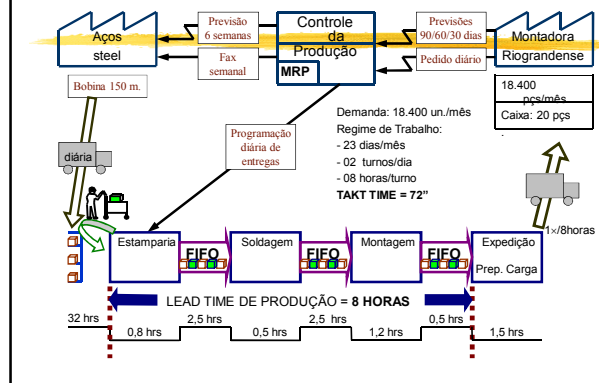 Aços
steel
Previsão
6 semanas
Fax
semanal
Controle
da
Produção
MRP
Previsões
90/60/30 dias
Pedido diário
Montadora
Riograndense
Bobina 150 m.
18.400
pçs/mês
Caixa: 20 pçs
diária
Programação
diária de
entregas
Demanda: 18.400 un./mês
Regime de Trabalho:
- 23 dias/mês
- 02 turnos/dia
- 08 horas/turno
TAKT TIME = 72”
1×/8horas
Estamparia
FIFO
Soldagem
FIFO
Montagem
FIFO
Expedição
Prep. Carga
LEAD TIME DE PRODUÇÃO = 8 HORAS
32 hrs
0,8 hrs
2,5 hrs
0,5 hrs
2,5 hrs
1,2 hrs
0,5 hrs
1,5 hrs